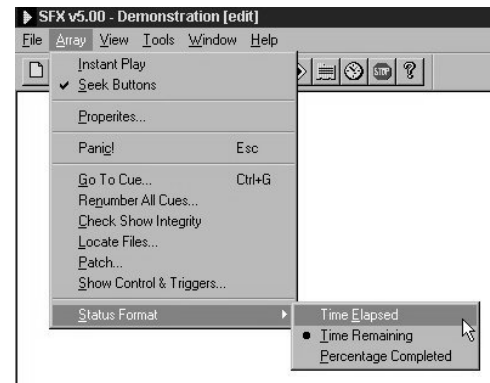 SFX v5.00 - Demonstration [edit]
File Array View Tools Window Help
Instant Play
✓ Seek Buttons
Properites...
Panic! Esc
Go To Cue... Ctrl+G
Renumber All Cues...
Check Show Integrity
Locate Files...
Patch...
Show Control & Triggers...
Status Format
Time Elapsed
● Time Remaining
Percentage Completed
STOP ?